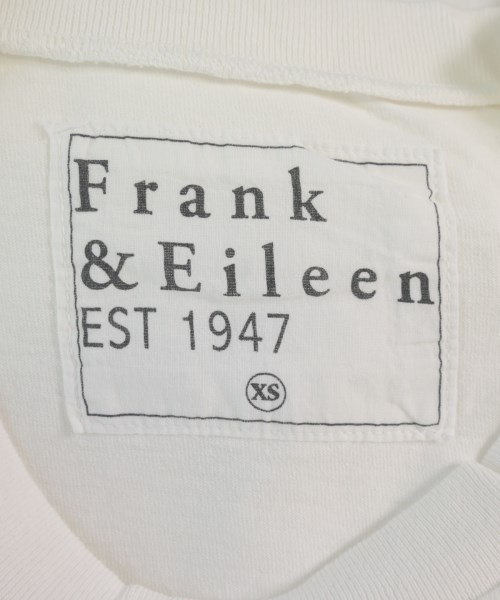 Frank
& Eileen
EST 1947
XS